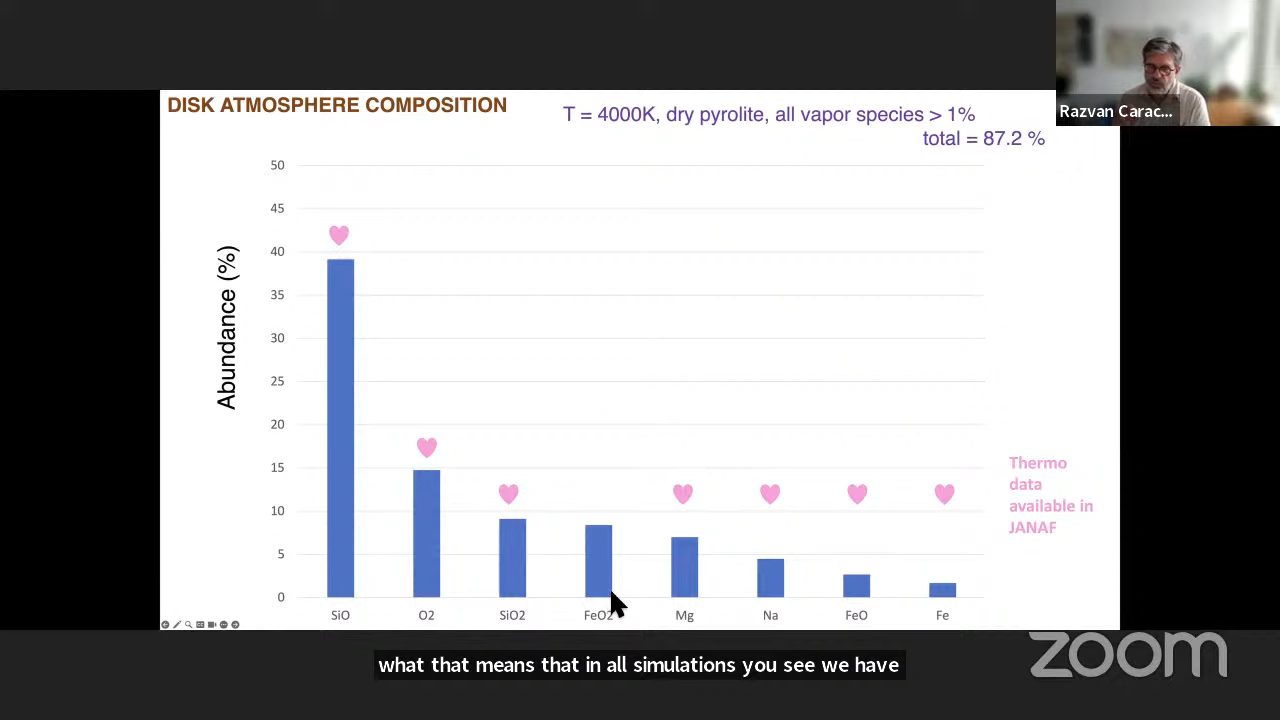 Razvan Carac...
DISK ATMOSPHERE COMPOSITION
T = 4000K, dry pyrolite, all vapor species > 1%
total = 87.2 %
50
45
40
35
30
25
20
15
10
5
0
Abundance (%)
SiO
O2
SiO2
FeO2
Mg
Na
FeO
Fe
Thermo
data
available in
JANAF
what that means that in all simulations you see we have
zoom